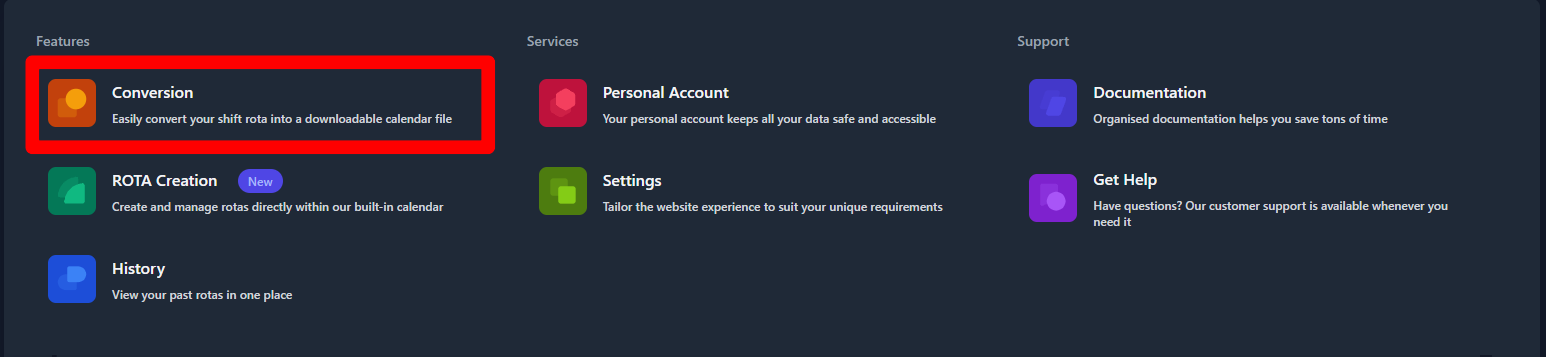 Features
Conversion
Easily convert your shift rota into a downloadable calendar file
ROTA Creation New
Create and manage rotas directly within our built-in calendar
History
View your past rotas in one place
Services
Personal Account
Your personal account keeps all your data safe and accessible
Settings
Tailor the website experience to suit your unique requirements
Support
Documentation
Organised documentation helps you save tons of time
Get Help
Have questions? Our customer support is available whenever you
need it